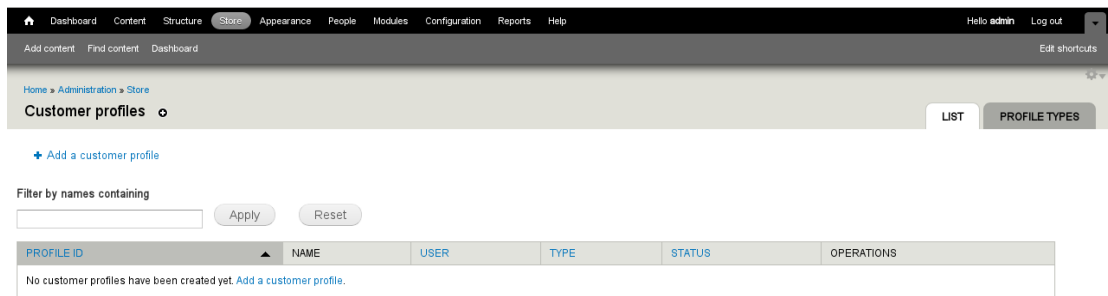 Dashboard Content Structure Store Appearance People Modules Configuration Reports Help Hello admin Log out
Add content Find content Dashboard Edit shortcuts
Home » Administration » Store
Customer profiles
LIST PROFILE TYPES
+ Add a customer profile
Filter by names containing
Apply Reset
PROFILE ID NAME USER TYPE STATUS OPERATIONS
No customer profiles have been created yet. Add a customer profile.